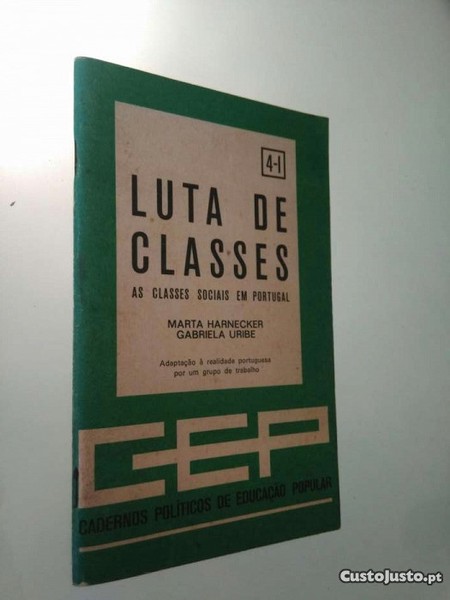 4-I
LUTA DE
CLASSES
AS CLASSES SOCIAIS EM PORTUGAL
MARTA HARNECKER
GABRIELA URIBE
Adaptação à realidade portuguesa
por um grupo de trabalho
CEP
CADERNOS POLÍTICOS DE EDUCAÇÃO POPULAR
CustoJusto.pt